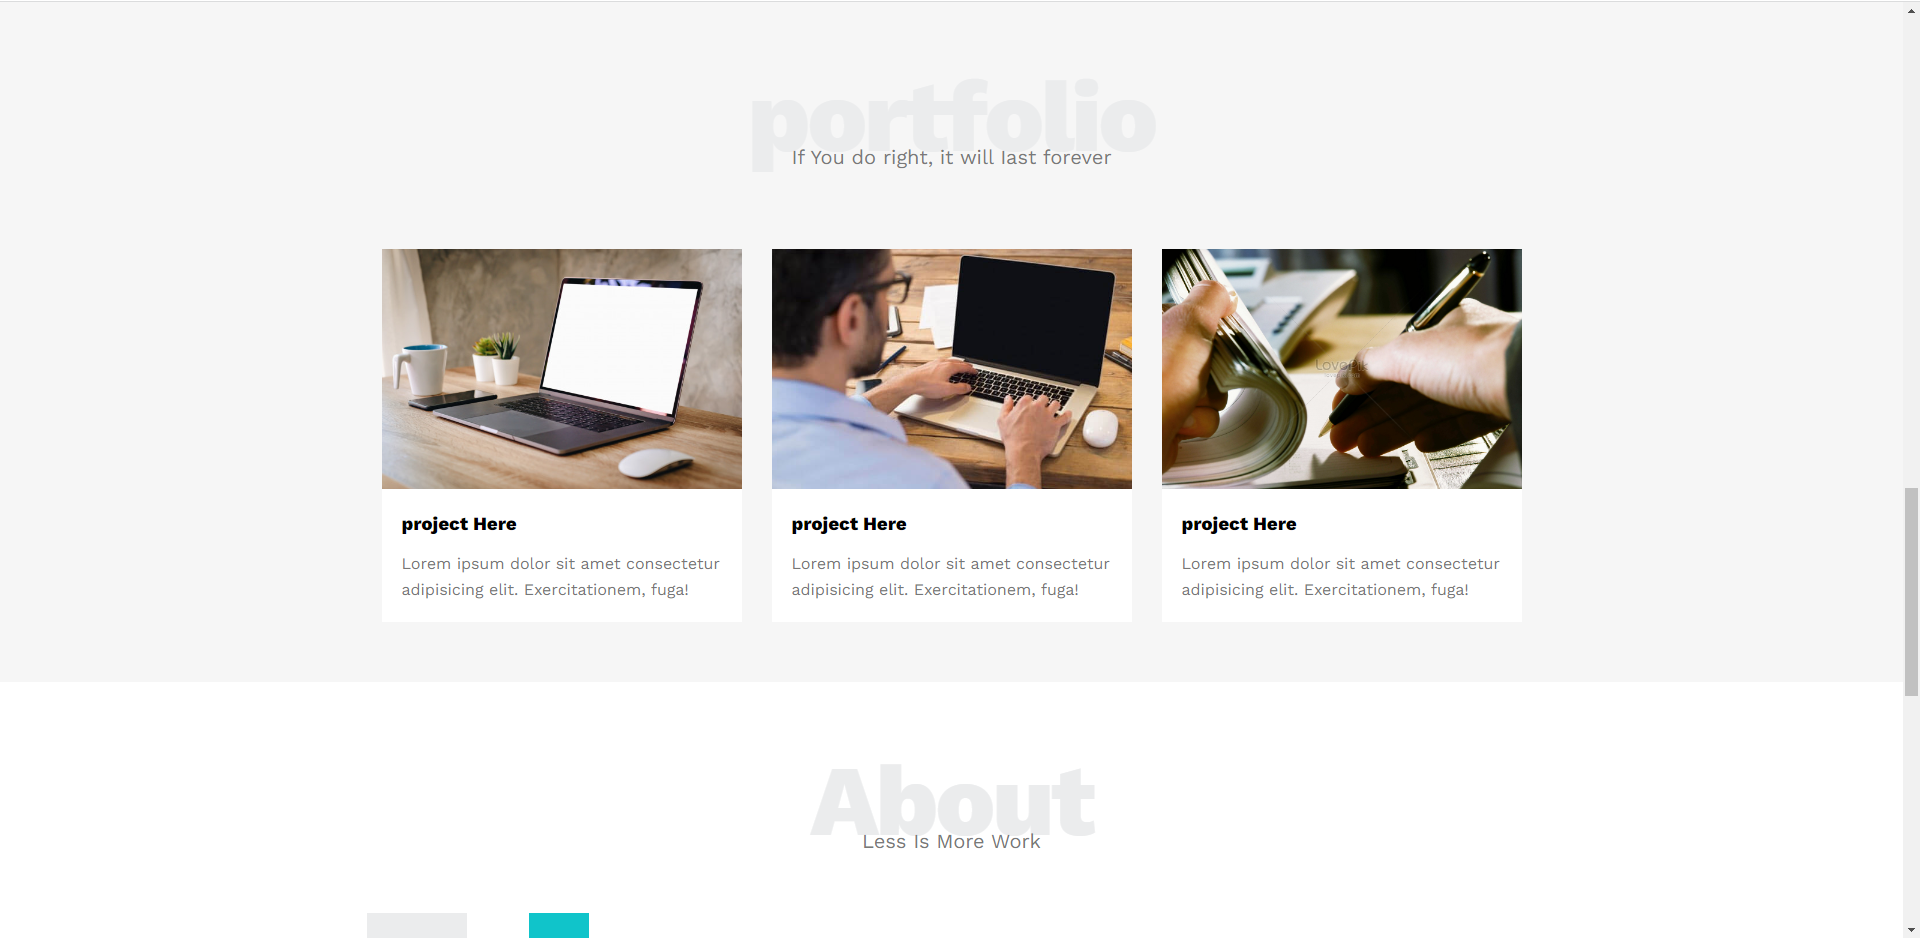 portfolio
If You do right, it will Iast forever
project Here
Lorem ipsum dolor sit amet consectetur
adipisicing elit. Exercitationem, fuga!
project Here
Lorem ipsum dolor sit amet consectetur
adipisicing elit. Exercitationem, fuga!
project Here
Lorem ipsum dolor sit amet consectetur
adipisicing elit. Exercitationem, fuga!
About
Less Is More Work